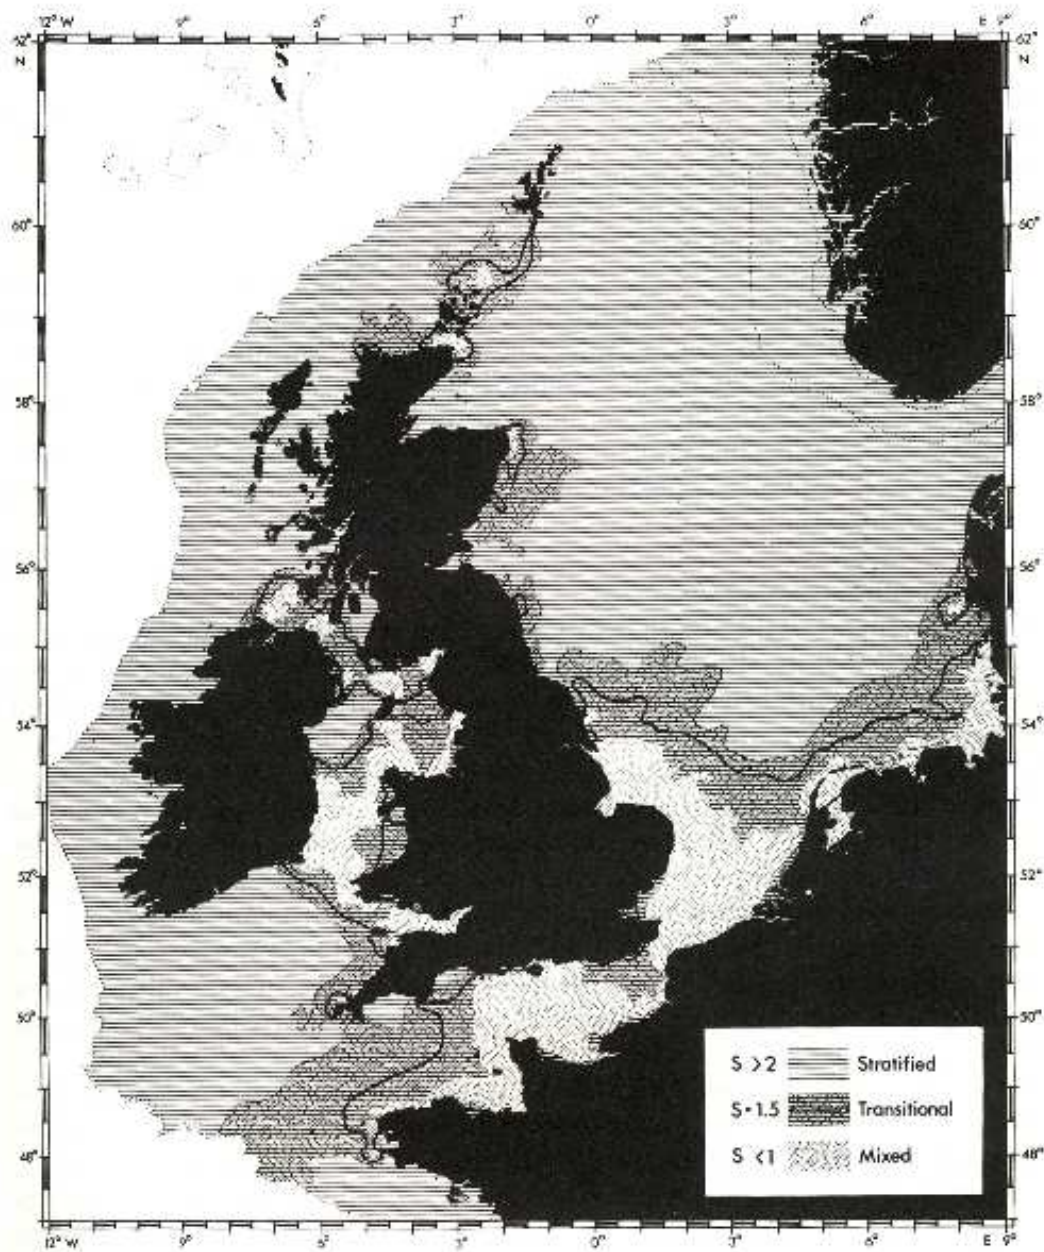 12° W 9° 6° 3° 0° 3° 6° E 9°
62° 62°
N N
60° 60°
58° 58°
56° 56°
54° 54°
52° 52°
50° 50°
S > 2 Stratified
S = 1.5 Transitional
S < 1 Mixed
48° 48°
12° W 9° 6° 3° 0° 3° 6° E 9°